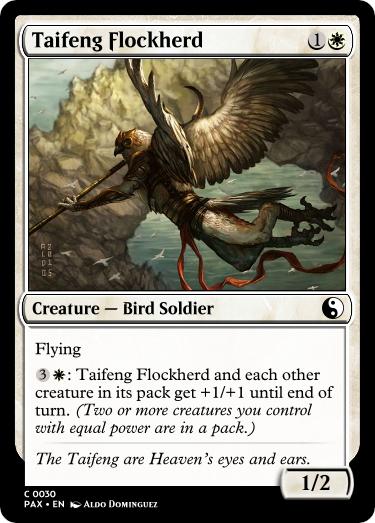 Taifeng Flockherd 1
Creature — Bird Soldier
Flying
3 : Taifeng Flockherd and each other
creature in its pack get +1/+1 until end of
turn. (Two or more creatures you control
with equal power are in a pack.)
The Taifeng are Heaven's eyes and ears.
1/2
C 0030
PAX • EN Aldo Dominguez